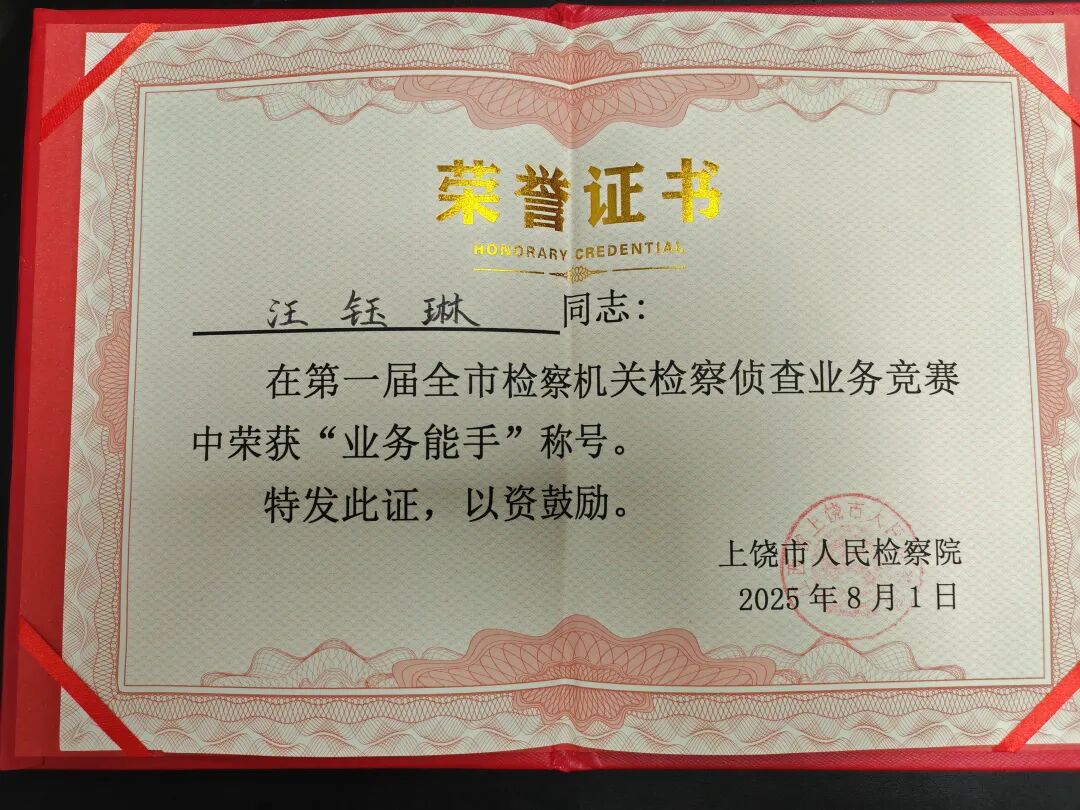 荣誉证书
HONORARY CREDENTIAL
汪钰琳同志：
在第一届全市检察机关检察侦查业务竞赛
中荣获“业务能手”称号。
特发此证，以资鼓励。
上饶市人民检察院
2025年8月1日